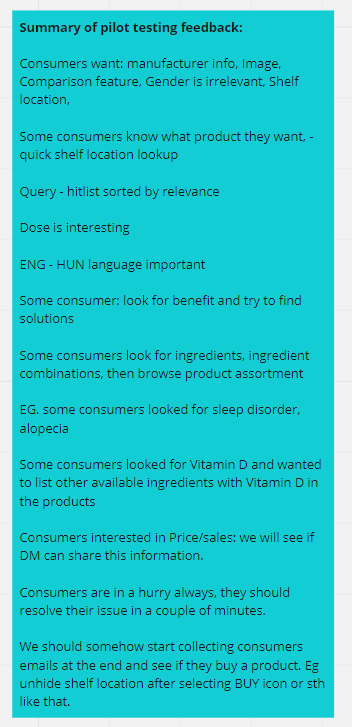 Summary of pilot testing feedback:
Consumers want: manufacturer info, Image,
Comparison feature, Gender is irrelevant, Shelf
location,
Some consumers know what product they want, -
quick shelf location lookup
Query - hitlist sorted by relevance
Dose is interesting
ENG - HUN language important
Some consumer: look for benefit and try to find
solutions
Some consumers look for ingredients, ingredient
combinations, then browse product assortment
EG. some consumers looked for sleep disorder,
alopecia
Some consumers looked for Vitamin D and wanted
to list other available ingredients with Vitamin D in
the products
Consumers interested in Price/sales: we will see if
DM can share this information.
Consumers are in a hurry always, they should
resolve their issue in a couple of minutes.
We should somehow start collecting consumers
emails at the end and see if they buy a product. Eg
unhide shelf location after selecting BUY icon or sth
like that.